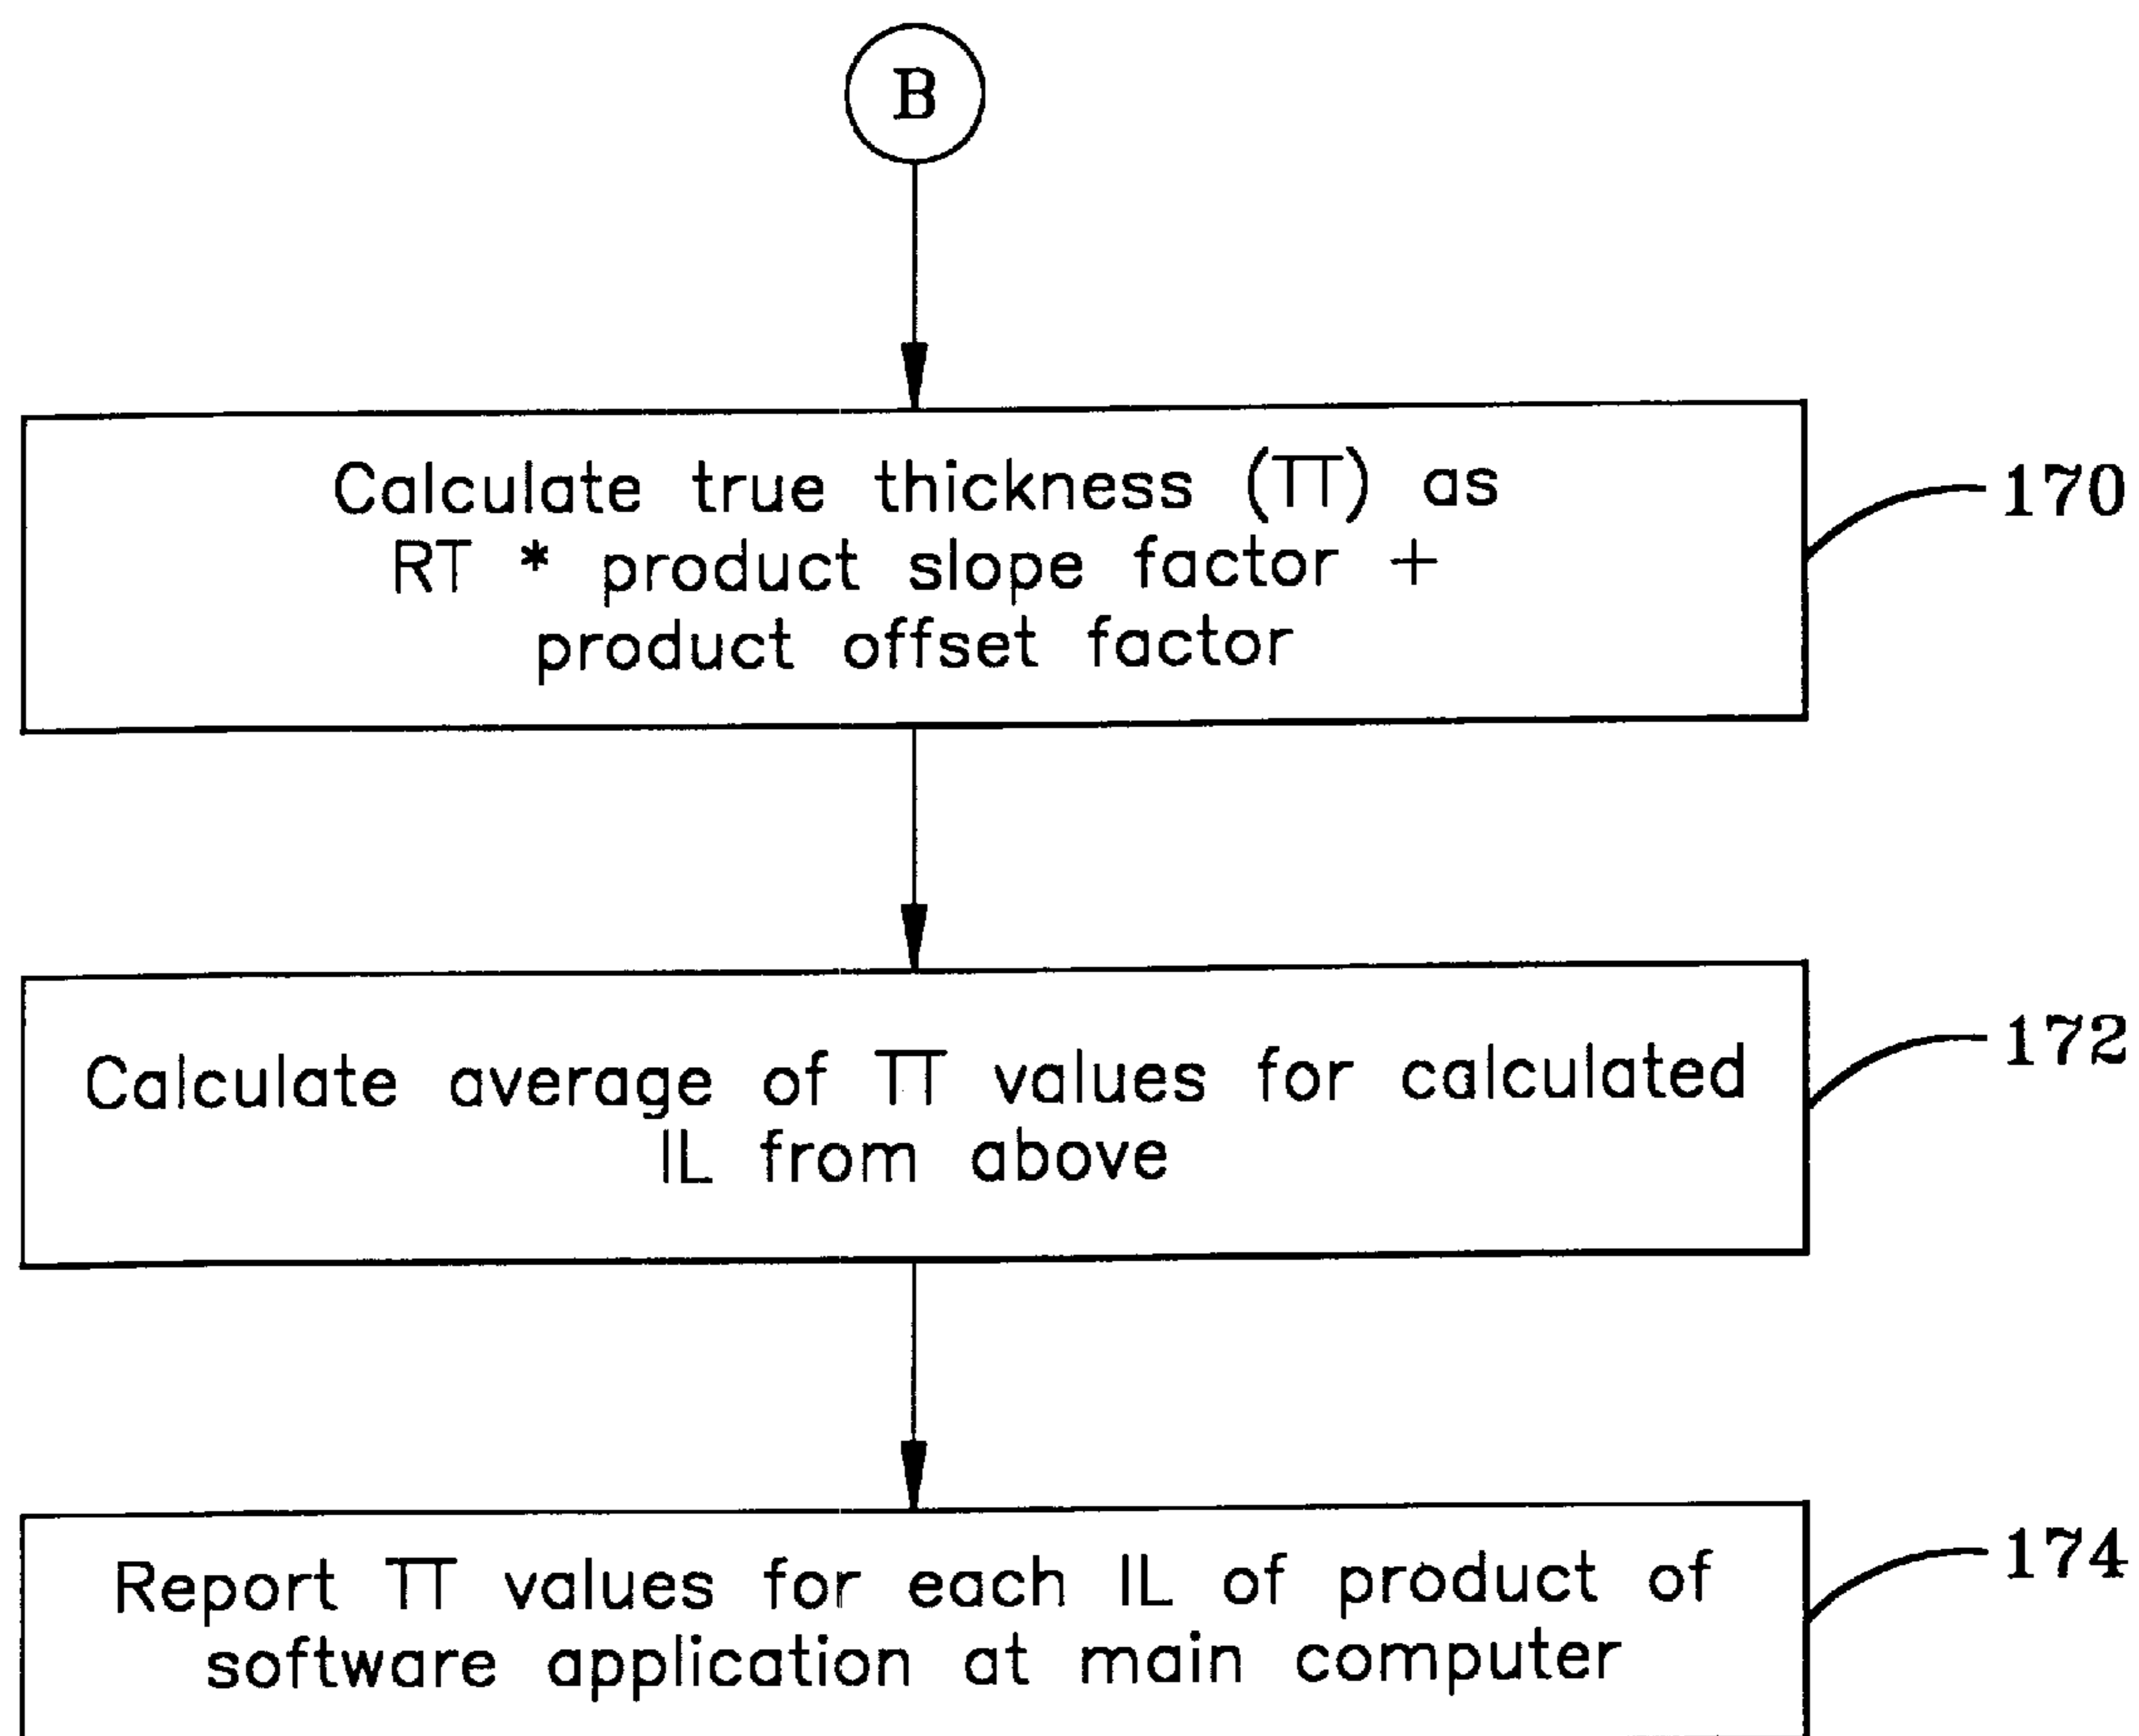 B
Calculate true thickness (TT) as
RT * product slope factor +
product offset factor
170
Calculate average of TT values for calculated
IL from above
172
Report TT values for each IL of product of
software application at main computer
174